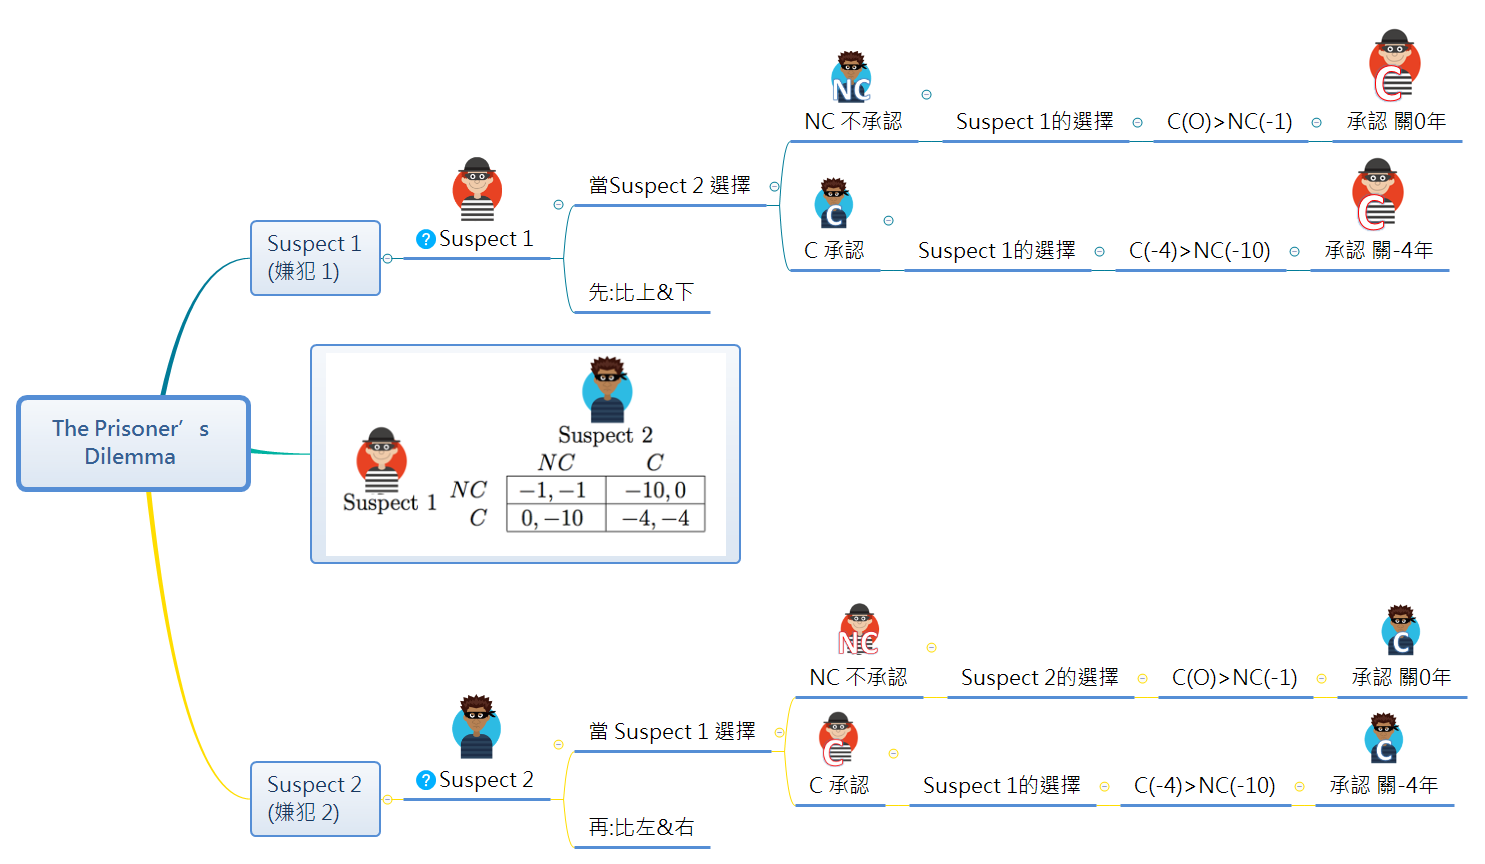 The Prisoner’s
Dilemma
Suspect 1
(嫌犯 1)
?
Suspect 1
當Suspect 2 選擇
NC
NC 不承認
Suspect 1的選擇
C(O)>NC(-1)
C
承認 關0年
C
C 承認
Suspect 1的選擇
C(-4)>NC(-10)
C
承認 關-4年
先:比上&下
Suspect 2
NC C
Suspect 1 NC −1, −1 −10, 0
C 0, −10 −4, −4
Suspect 2
(嫌犯 2)
?
Suspect 2
當 Suspect 1 選擇
NC
NC 不承認
Suspect 2的選擇
C(O)>NC(-1)
C
承認 關0年
C
C 承認
Suspect 1的選擇
C(-4)>NC(-10)
C
承認 關-4年
再:比左&右